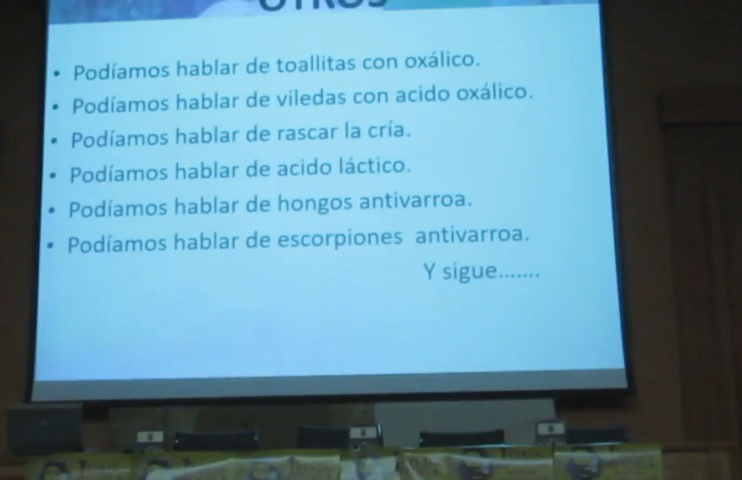 OTROS
• Podíamos hablar de toallitas con oxálico.
• Podíamos hablar de viledas con acido oxálico.
• Podíamos hablar de rascar la cría.
• Podíamos hablar de acido láctico.
• Podíamos hablar de hongos antivarroa.
• Podíamos hablar de escorpiones antivarroa.
Y sigue.......